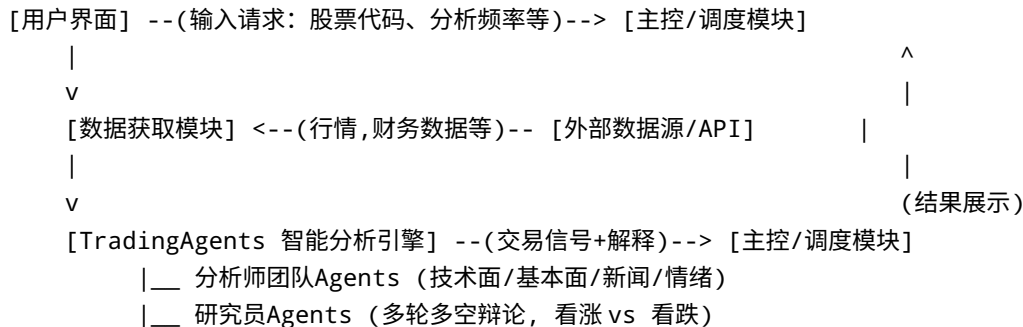 [用户界面] --(输入请求：股票代码、分析频率等)--> [主控/调度模块]
| ^
v |
[数据获取模块] <--(行情,财务数据等)-- [外部数据源/API] |
| |
v (结果展示)
[TradingAgents 智能分析引擎] --(交易信号+解释)--> [主控/调度模块]
|__ 分析师团队Agents (技术面/基本面/新闻/情绪)
|__ 研究员Agents (多轮多空辩论, 看涨 vs 看跌)